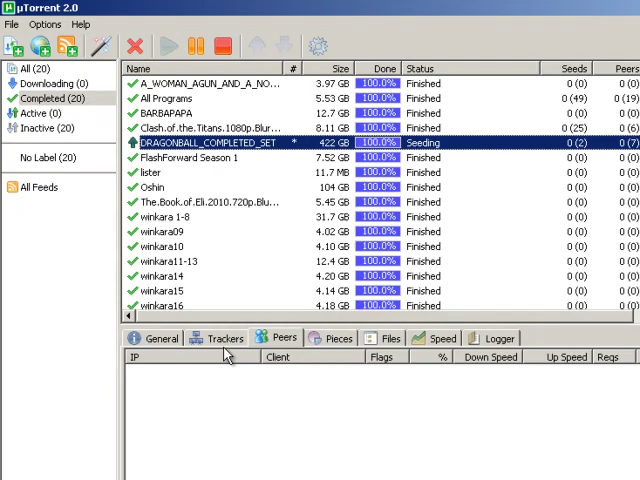 µTorrent 2.0
File Options Help
All (20)
Downloading (0)
Completed (20)
Active (0)
Inactive (20)
No Label (20)
All Feeds
Name # Size Done Status Seeds Peers
A_WOMAN_AGUN_AND_A_NO... 3.97 GB 100.0% Finished 0 (0) 0 (0)
All Programs 5.53 GB 100.0% Finished 0 (49) 0 (19)
BARBAPAPA 12.7 GB 100.0% Finished 0 (0) 0 (0)
Clash.of.the.Titans.1080p.Blur... 8.11 GB 100.0% Finished 0 (25) 0 (6)
DRAGONBALL_COMPLETED_SET * 422 GB 100.0% Seeding 0 (2) 0 (7)
FlashForward Season 1 7.52 GB 100.0% Finished 0 (0) 0 (0)
lister 11.7 MB 100.0% Finished 0 (0) 0 (0)
Oshin 104 GB 100.0% Finished 0 (0) 0 (0)
The.Book.of.Eli.2010.720p.Blu... 5.45 GB 100.0% Finished 0 (0) 0 (0)
winkara 1-8 31.7 GB 100.0% Finished 0 (0) 0 (0)
winkara09 4.02 GB 100.0% Finished 0 (0) 0 (0)
winkara10 4.10 GB 100.0% Finished 0 (0) 0 (0)
winkara11-13 12.4 GB 100.0% Finished 0 (0) 0 (0)
winkara14 4.20 GB 100.0% Finished 0 (0) 0 (0)
winkara15 4.14 GB 100.0% Finished 0 (0) 0 (0)
winkara16 4.18 GB 100.0% Finished 0 (0) 0 (0)
General Trackers Peers Pieces Files Speed Logger
IP Client Flags % Down Speed Up Speed Reqs